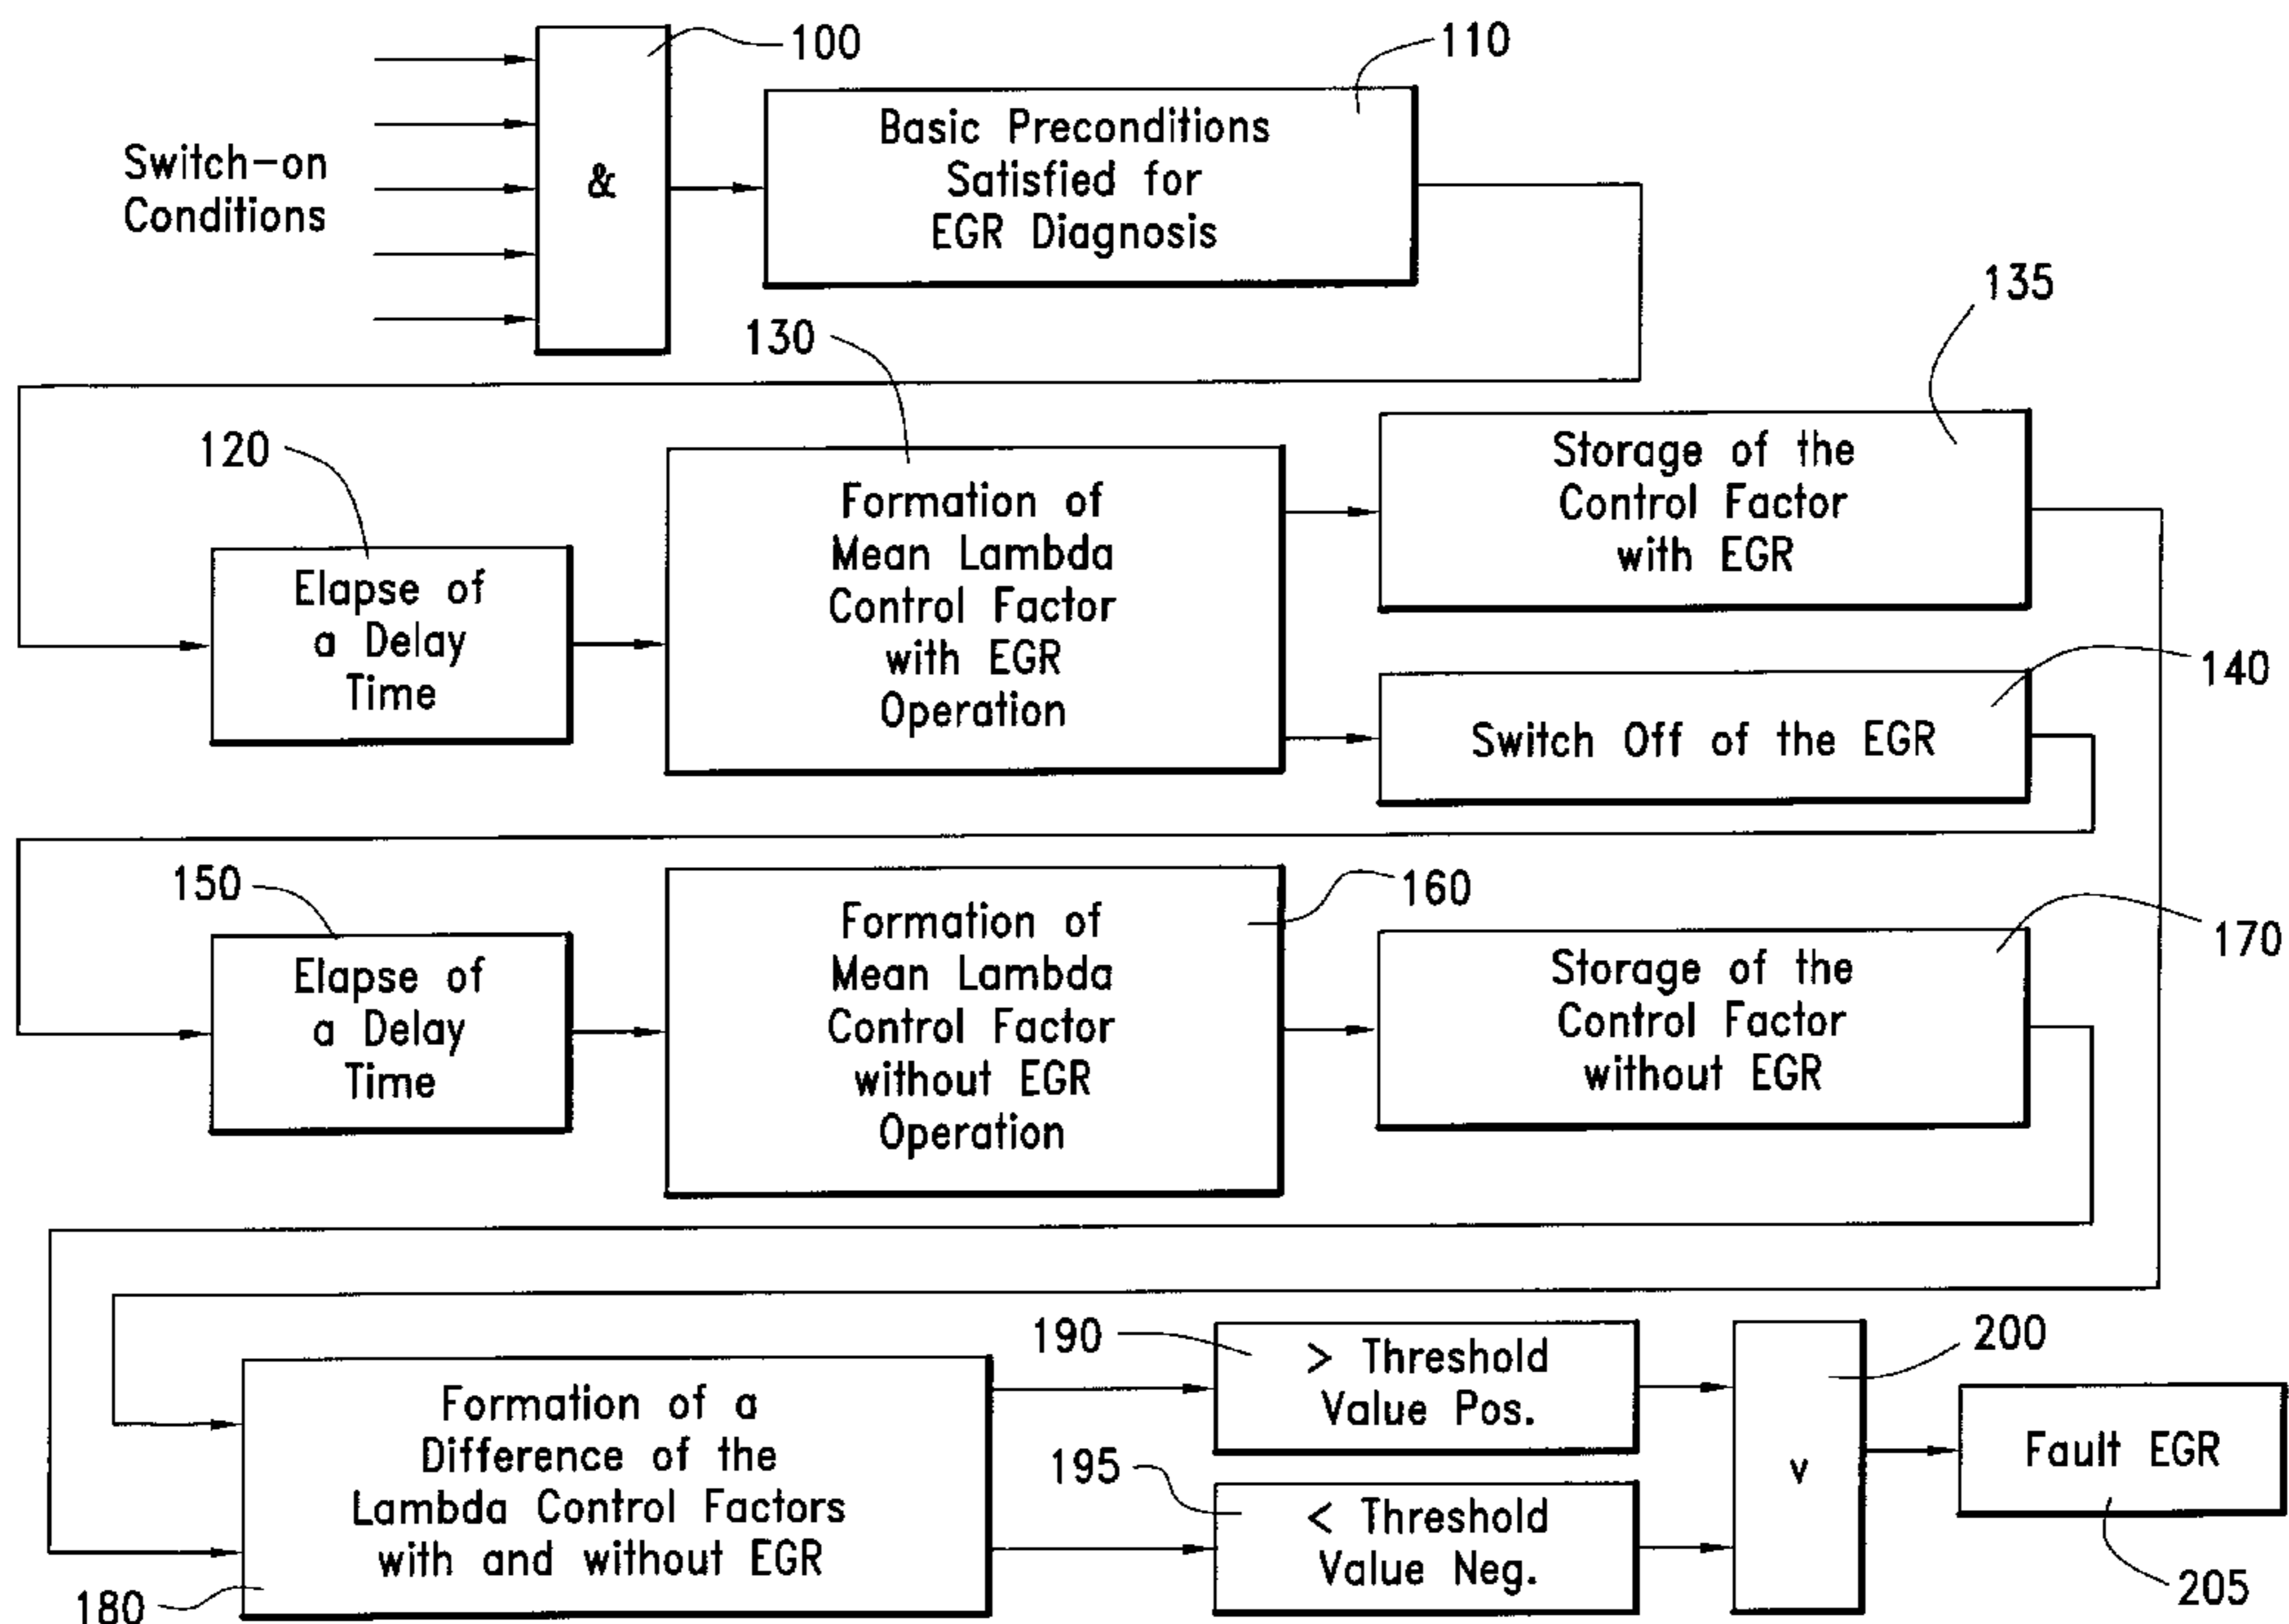 100
110
Switch-on
Conditions
&
Basic Preconditions
Satisfied for
EGR Diagnosis
135
130
120
Elapse of
a Delay
Time
Formation of
Mean Lambda
Control Factor
with EGR
Operation
Storage of the
Control Factor
with EGR
140
Switch Off of the EGR
150
160
170
Elapse of
a Delay
Time
Formation of
Mean Lambda
Control Factor
without EGR
Operation
Storage of the
Control Factor
without EGR
180
Formation of a
Difference of the
Lambda Control Factors
with and without EGR
190
> Threshold
Value Pos.
195
< Threshold
Value Neg.
200
v
Fault EGR
205